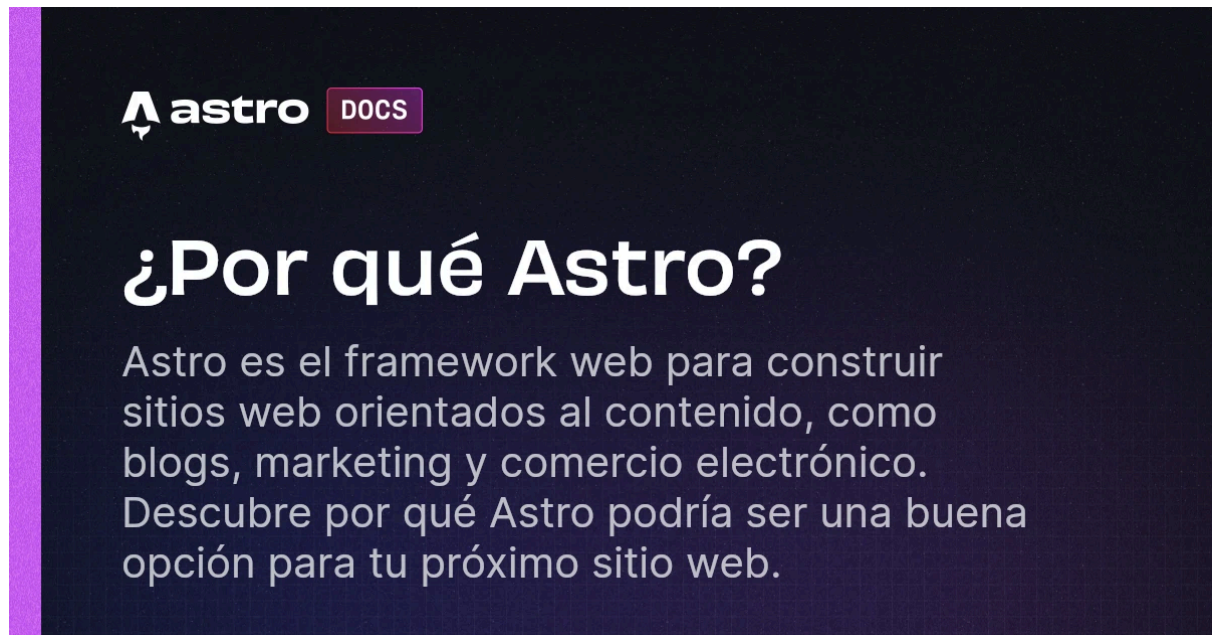 astro DOCS
¿Por qué Astro?
Astro es el framework web para construir
sitios web orientados al contenido, como
blogs, marketing y comercio electrónico.
Descubre por qué Astro podría ser una buena
opción para tu próximo sitio web.